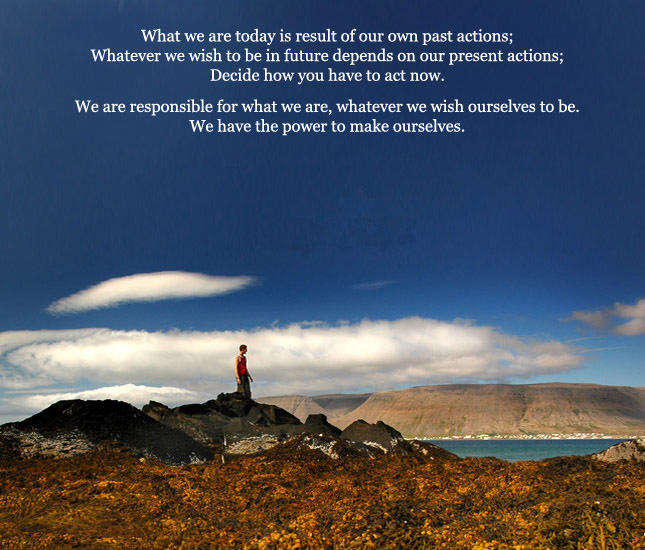 What we are today is result of our own past actions;
Whatever we wish to be in future depends on our present actions;
Decide how you have to act now.
We are responsible for what we are, whatever we wish ourselves to be.
We have the power to make ourselves.